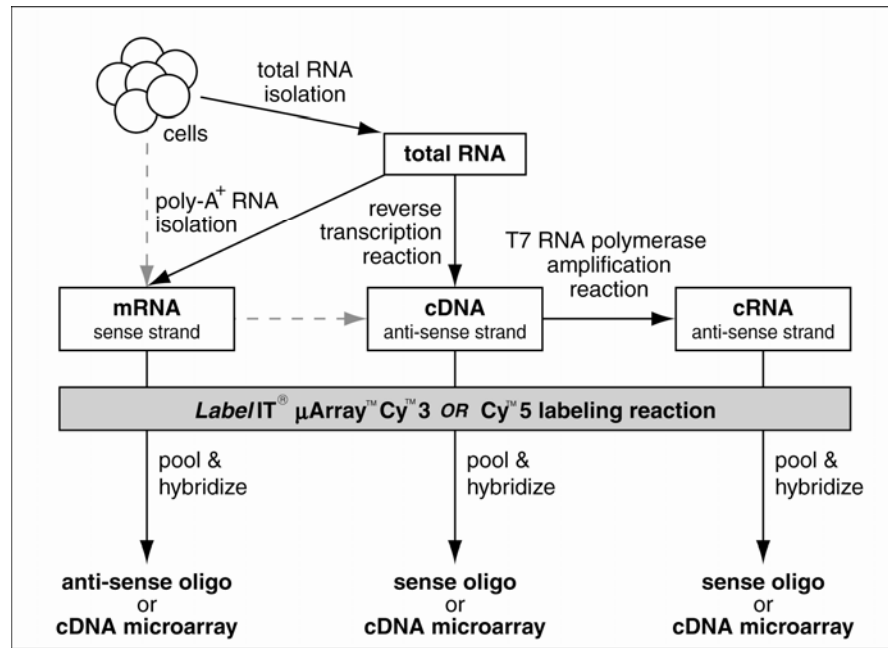 total RNA
isolation
cells
total RNA
poly-A⁺ RNA
isolation
reverse
transcription
reaction
T7 RNA polymerase
amplification
reaction
mRNA
sense strand
cDNA
anti-sense strand
cRNA
anti-sense strand
Label IT® µArray™ Cy™3 OR Cy™5 labeling reaction
pool &
hybridize
pool &
hybridize
pool &
hybridize
anti-sense oligo
or
cDNA microarray
sense oligo
or
cDNA microarray
sense oligo
or
cDNA microarray